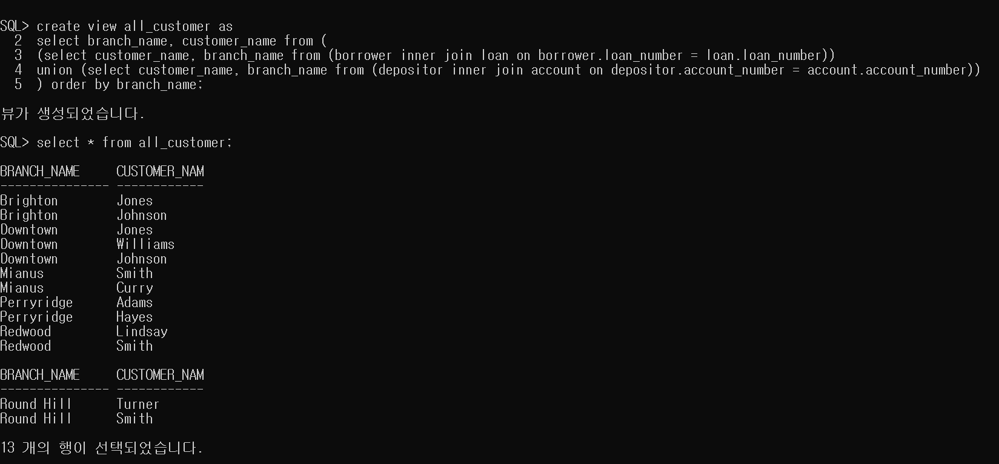 SQL> create view all_customer as
  2  select branch_name, customer_name from (
  3  (select customer_name, branch_name from (borrower inner join loan on borrower.loan_number = loan.loan_number))
  4  union (select customer_name, branch_name from (depositor inner join account on depositor.account_number = account.account_number))
  5  ) order by branch_name;
뷰가 생성되었습니다.
SQL> select * from all_customer;
BRANCH_NAME     CUSTOMER_NAM
--------------- ------------
Brighton        Jones
Brighton        Johnson
Downtown        Jones
Downtown        Williams
Downtown        Johnson
Mianus          Smith
Mianus          Curry
Perryridge      Adams
Perryridge      Hayes
Redwood         Lindsay
Redwood         Smith
BRANCH_NAME     CUSTOMER_NAM
--------------- ------------
Round Hill      Turner
Round Hill      Smith
13 개의 행이 선택되었습니다.